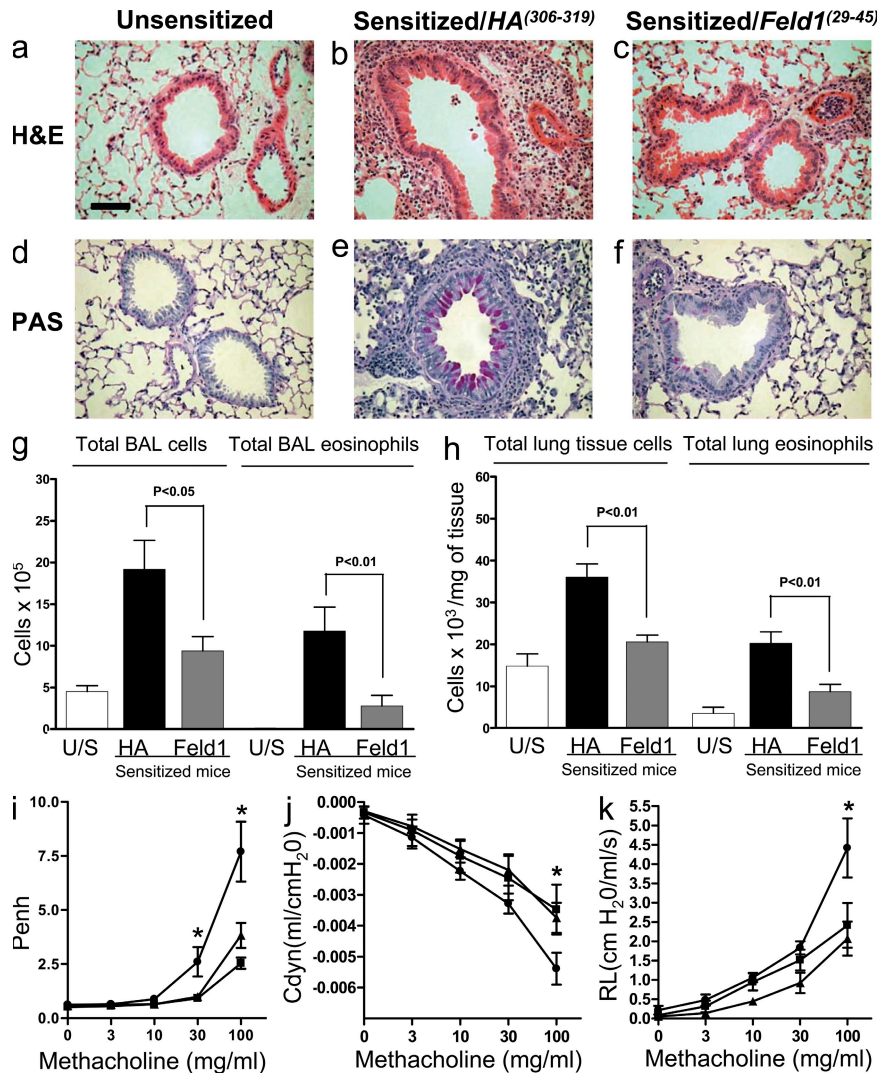 Unsensitized
Sensitized/HA(306-319)
Sensitized/Feld1(29-45)
a
b
c
H&E
d
e
f
PAS
g
Total BAL cells
Total BAL eosinophils
30
25
20
15
10
5
0
Cells x 10^5
P<0.05
P<0.01
U/S
HA
Feld1
U/S
HA
Feld1
Sensitized mice
Sensitized mice
h
Total lung tissue cells
Total lung eosinophils
60
50
40
30
20
10
0
Cells x 10^3/mg of tissue
P<0.01
P<0.01
U/S
HA
Feld1
U/S
HA
Feld1
Sensitized mice
Sensitized mice
i
10.0
7.5
5.0
2.5
0.0
Penh
*
*
0
3
10
30
100
Methacholine (mg/ml)
j
0.000
-0.001
-0.002
-0.003
-0.004
-0.005
-0.006
Cdyn(ml/cmH20)
*
0
3
10
30
100
Methacholine (mg/ml)
k
5.5
5.0
4.5
4.0
3.5
3.0
2.5
2.0
1.5
1.0
0.5
0.0
RL(cm H20/ml/s)
*
0
3
10
30
100
Methacholine (mg/ml)